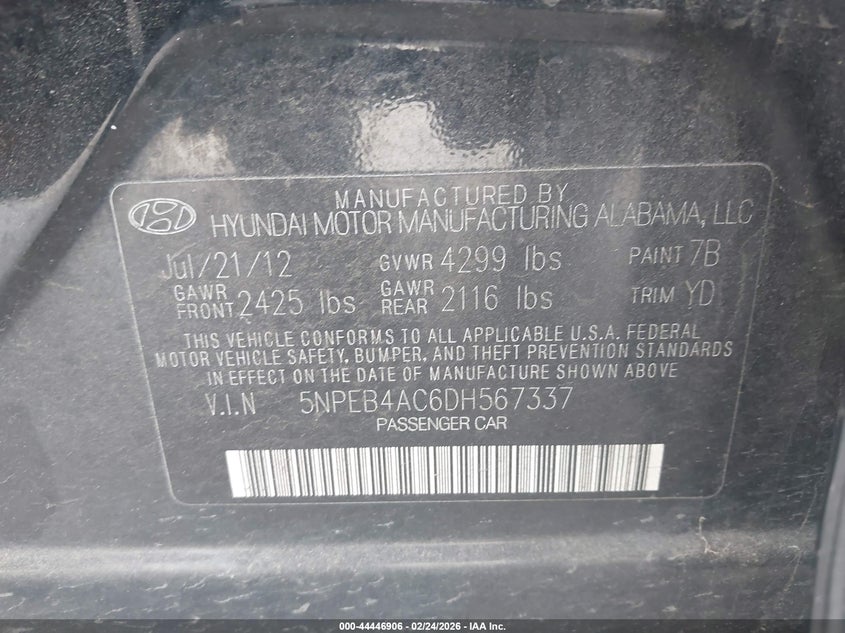 MANUFACTURED BY
HYUNDAI MOTOR MANUFACTURING ALABAMA, LLC
Jul/21/12 GVWR 4299 lbs PAINT 7B
GAWR FRONT 2425 lbs GAWR REAR 2116 lbs TRIM YD
THIS VEHICLE CONFORMS TO ALL APPLICABLE U.S.A. FEDERAL
MOTOR VEHICLE SAFETY, BUMPER, AND THEFT PREVENTION STANDARDS
IN EFFECT ON THE DATE OF MANUFACTURE SHOWN ABOVE
V.I.N 5NPEB4AC6DH567337
PASSENGER CAR
000-44446906 - 02/24/2026 - IAA Inc.